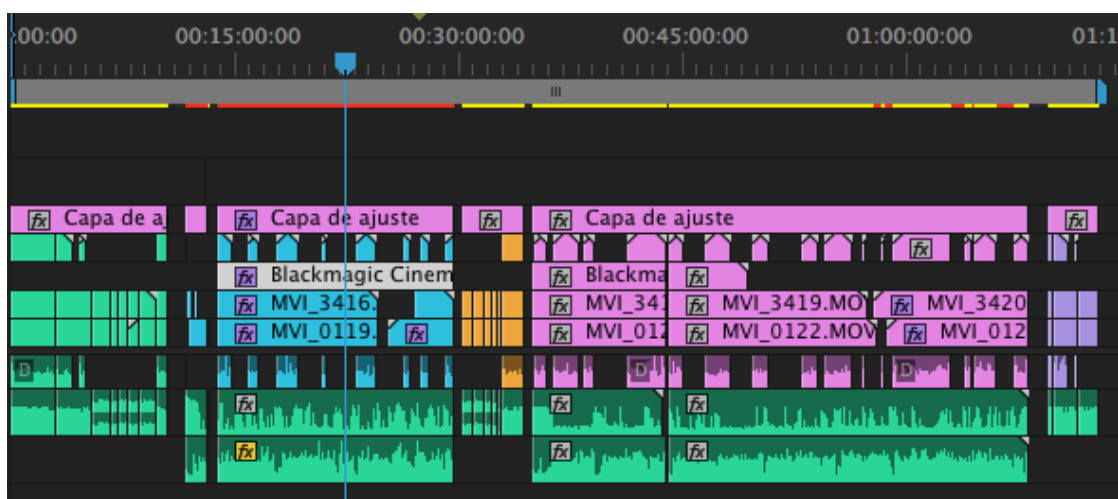 :00:00 00:15:00:00 00:30:00:00 00:45:00:00 01:00:00:00 01:1
fx Capa de aj fx Capa de ajuste fx fx Capa de ajuste fx
fx
fx Blackmagic Cinem fx Blackma fx
fx MVI_3416. fx MVI_341 fx MVI_3419.MO fx MVI_3420
fx MVI_0119. fx fx MVI_012 fx MVI_0122.MOV fx MVI_012
D D D
fx fx fx
fx fx fx